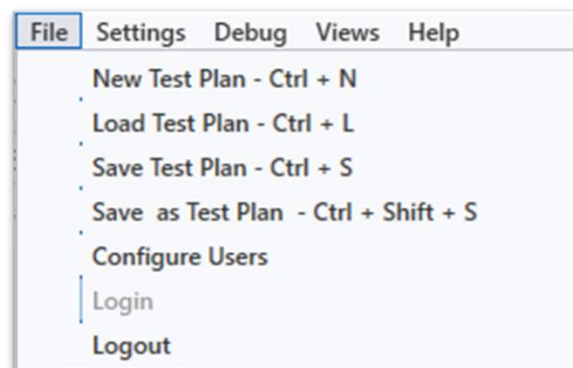 File Settings Debug Views Help
New Test Plan - Ctrl + N
Load Test Plan - Ctrl + L
Save Test Plan - Ctrl + S
Save  as Test Plan  - Ctrl + Shift + S
Configure Users
Login
Logout